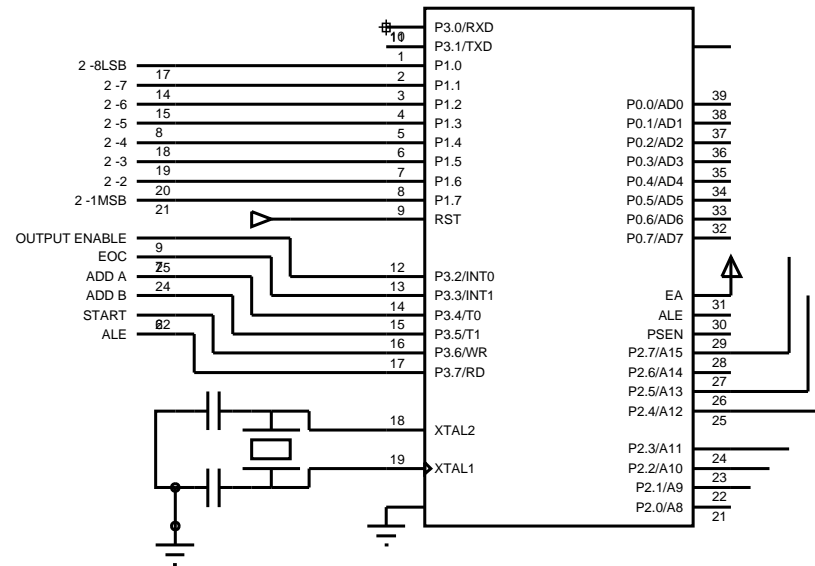 P3.0/RXD
10
11
P3.1/TXD
1
2 -8LSB
P1.0
17
2
2 -7
P1.1
14
3
2 -6
P1.2
P0.0/AD0
39
15
4
2 -5
P1.3
P0.1/AD1
38
8
5
2 -4
P1.4
P0.2/AD2
37
18
6
2 -3
P1.5
P0.3/AD3
36
19
7
2 -2
P1.6
P0.4/AD4
35
20
8
2 -1MSB
P1.7
P0.5/AD5
34
21
9
RST
P0.6/AD6
33
OUTPUT ENABLE
P0.7/AD7
32
9
EOC
7
25
12
ADD A
P3.2/INT0
24
13
ADD B
P3.3/INT1
EA
31
14
START
P3.4/T0
ALE
30
6
22
15
ALE
P3.5/T1
PSEN
29
16
P3.6/WR
P2.7/A15
28
17
P3.7/RD
P2.6/A14
27
P2.5/A13
26
P2.4/A12
25
18
XTAL2
P2.3/A11
24
19
XTAL1
P2.2/A10
23
P2.1/A9
22
P2.0/A8
21